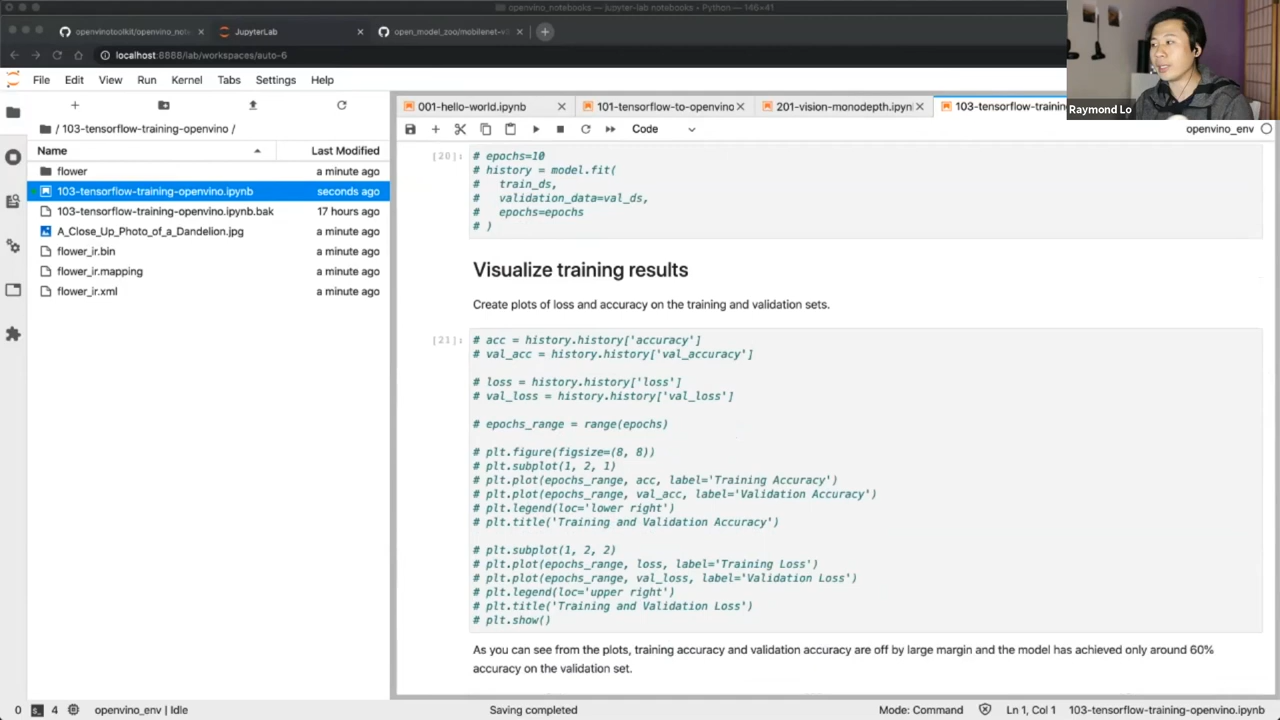 openvino_notebooks — jupyter-lab notebooks • Python — 146×41
openvinotoolkit/openvino_note
JupyterLab
open_model_zoo/mobilenet-v3
localhost:8888/lab/workspaces/auto-6
File Edit View Run Kernel Tabs Settings Help
Raymond Lo
/ 103-tensorflow-training-openvino /
Name Last Modified
flower a minute ago
103-tensorflow-training-openvino.ipynb seconds ago
103-tensorflow-training-openvino.ipynb.bak 17 hours ago
A_Close_Up_Photo_of_a_Dandelion.jpg a minute ago
flower_ir.bin a minute ago
flower_ir.mapping a minute ago
flower_ir.xml a minute ago
001-hello-world.ipynb
101-tensorflow-to-openvino
201-vision-monodepth.ipyn
103-tensorflow-training
Code
openvino_env
[20]:
# epochs=10
# history = model.fit(
#   train_ds,
#   validation_data=val_ds,
#   epochs=epochs
# )
Visualize training results
Create plots of loss and accuracy on the training and validation sets.
[21]:
# acc = history.history['accuracy']
# val_acc = history.history['val_accuracy']
# loss = history.history['loss']
# val_loss = history.history['val_loss']
# epochs_range = range(epochs)
# plt.figure(figsize=(8, 8))
# plt.subplot(1, 2, 1)
# plt.plot(epochs_range, acc, label='Training Accuracy')
# plt.plot(epochs_range, val_acc, label='Validation Accuracy')
# plt.legend(loc='lower right')
# plt.title('Training and Validation Accuracy')
# plt.subplot(1, 2, 2)
# plt.plot(epochs_range, loss, label='Training Loss')
# plt.plot(epochs_range, val_loss, label='Validation Loss')
# plt.legend(loc='upper right')
# plt.title('Training and Validation Loss')
# plt.show()
As you can see from the plots, training accuracy and validation accuracy are off by large margin and the model has achieved only around 60%
accuracy on the validation set.
0 4 openvino_env | Idle
Saving completed
Mode: Command
Ln 1, Col 1
103-tensorflow-training-openvino.ipynb